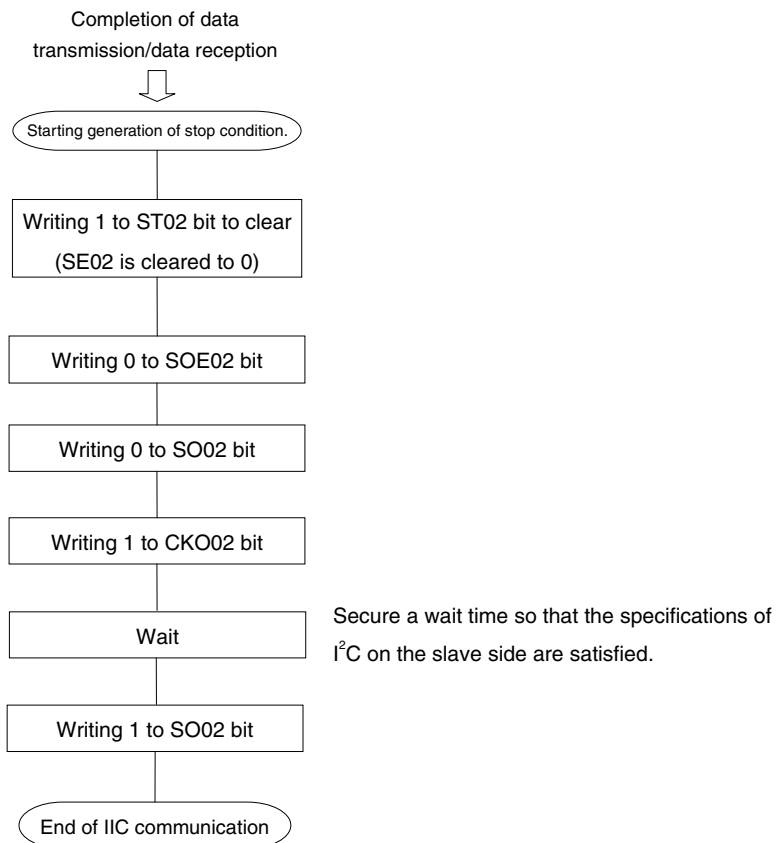 Completion of data
transmission/data reception
Starting generation of stop condition.
Writing 1 to ST02 bit to clear
(SE02 is cleared to 0)
Writing 0 to SOE02 bit
Writing 0 to SO02 bit
Writing 1 to CKO02 bit
Wait
Secure a wait time so that the specifications of
I²C on the slave side are satisfied.
Writing 1 to SO02 bit
End of IIC communication